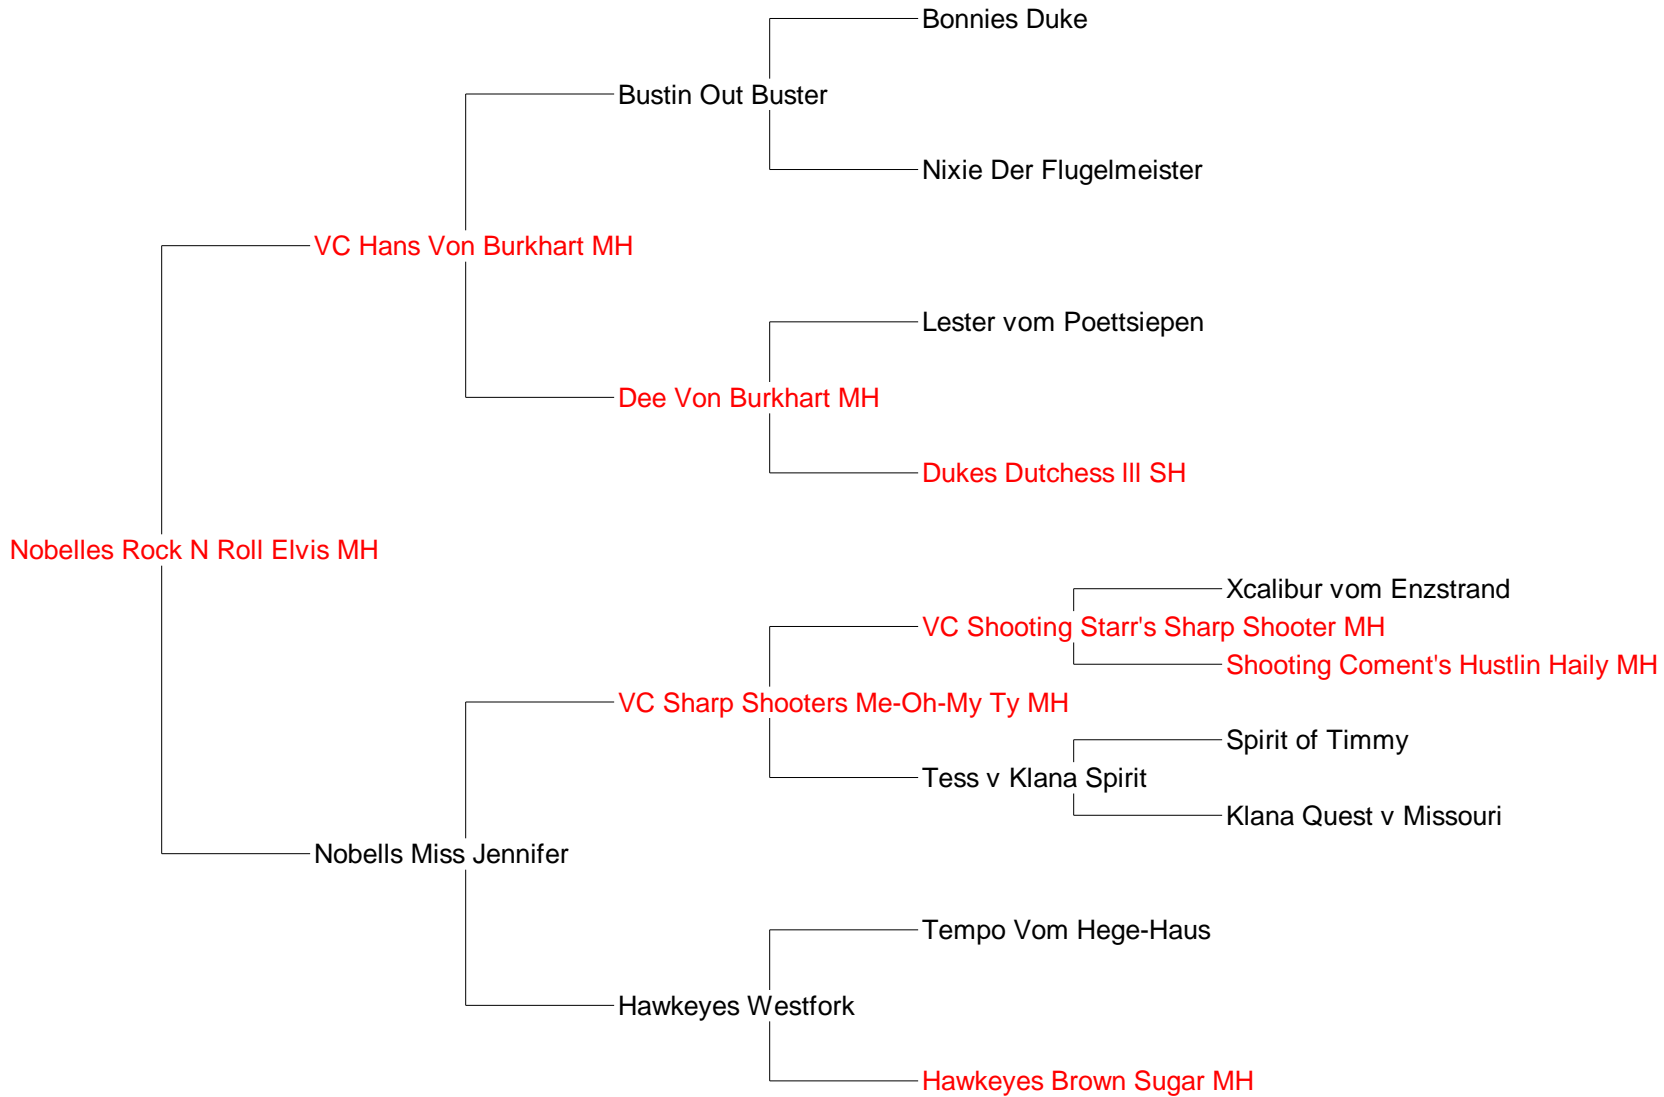 Bonnies Duke
Bustin Out Buster
Nixie Der Flugelmeister
VC Hans Von Burkhart MH
Lester vom Poettsiepen
Dee Von Burkhart MH
Dukes Dutchess lll SH
Nobelles Rock N Roll Elvis MH
Xcalibur vom Enzstrand
VC Shooting Starr's Sharp Shooter MH
Shooting Coment's Hustlin Haily MH
VC Sharp Shooters Me-Oh-My Ty MH
Spirit of Timmy
Tess v Klana Spirit
Klana Quest v Missouri
Nobells Miss Jennifer
Tempo Vom Hege-Haus
Hawkeyes Westfork
Hawkeyes Brown Sugar MH